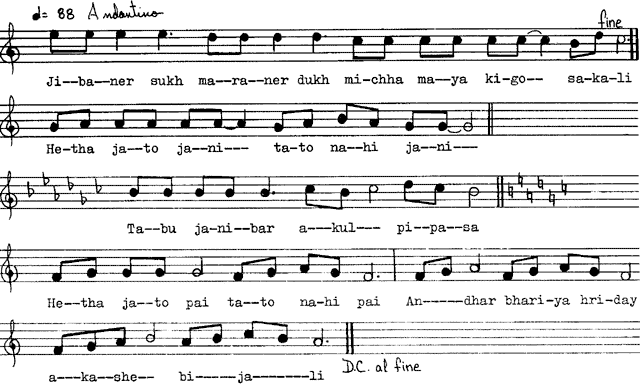 ♩= 88 Andantino
fine
Ji--ba--ner sukh ma--ra--ner dukh mi-chha ma--ya ki-go-- sa-ka-li
He-tha ja--to ja-ni--- ta-to na-hi ja-ni---
Ta--bu ja-ni-bar a--kul-- pi--pa--sa
He--tha ja--to pai ta--to na-hi pai An-----dhar bhari-ya hri-day
a---ka--she-- bi-----ja------li
D.C. al fine